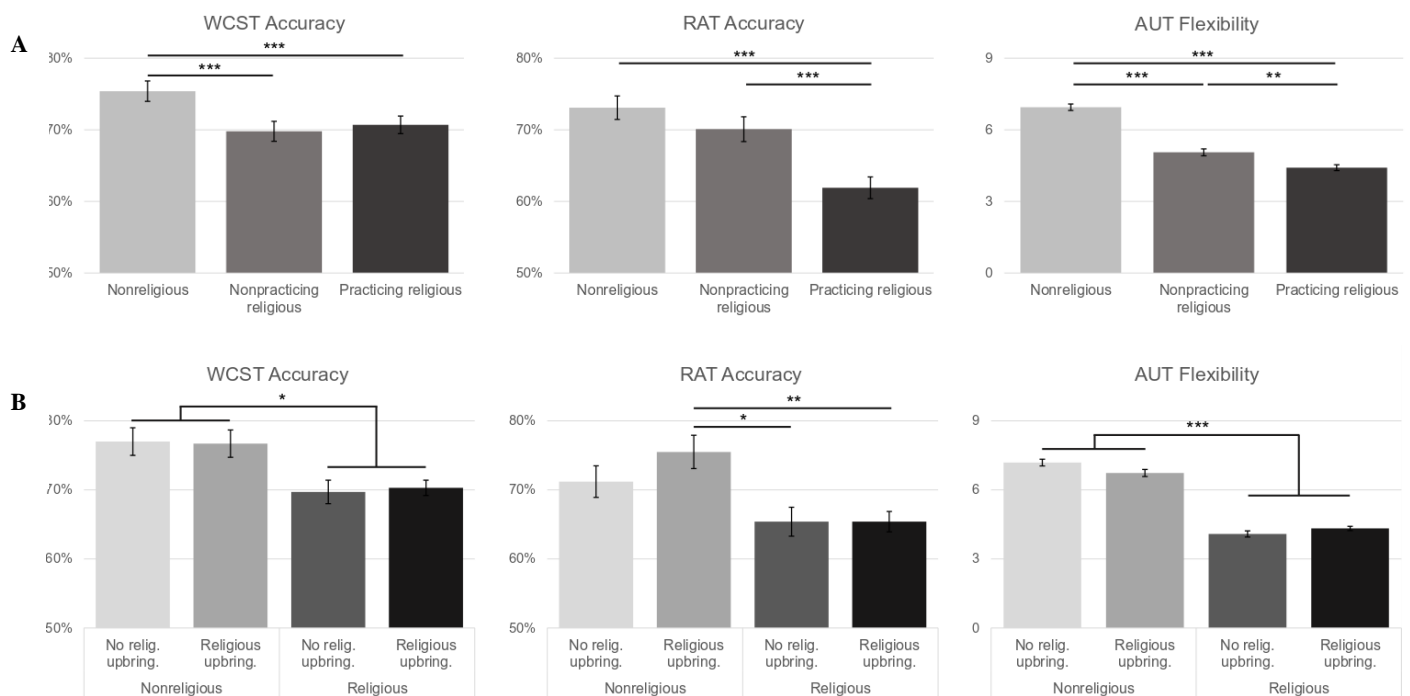 A
WCST Accuracy
***
***
80%
70%
60%
Nonreligious
Nonpracticing
religious
Practicing religious
RAT Accuracy
***
***
80%
70%
60%
50%
Nonreligious
Nonpracticing
religious
Practicing religious
AUT Flexibility
***
***
**
9
6
3
0
Nonreligious
Nonpracticing
religious
Practicing religious
B
WCST Accuracy
*
80%
70%
60%
50%
No relig.
upbring.
Religious
upbring.
No relig.
upbring.
Religious
upbring.
Nonreligious
Religious
RAT Accuracy
**
*
80%
70%
60%
50%
No relig.
upbring.
Religious
upbring.
No relig.
upbring.
Religious
upbring.
Nonreligious
Religious
AUT Flexibility
***
9
6
3
0
No relig.
upbring.
Religious
upbring.
No relig.
upbring.
Religious
upbring.
Nonreligious
Religious